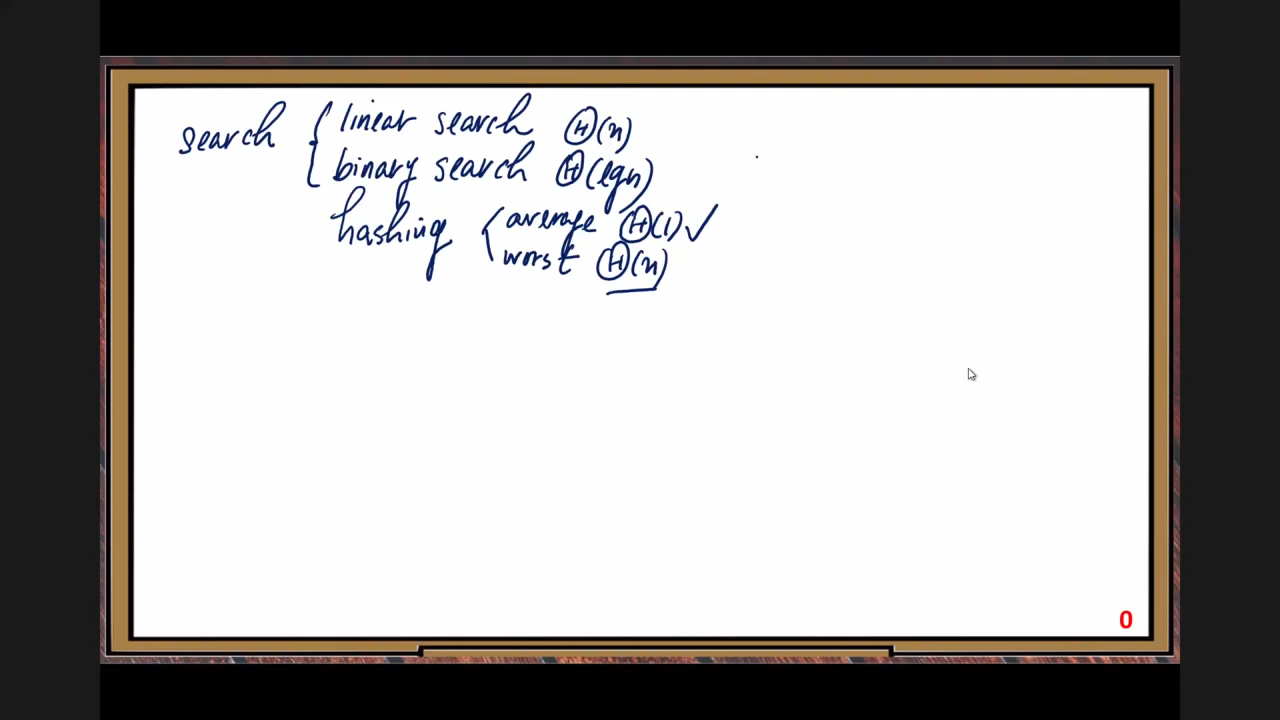 search { linear search Θ(n)
binary search Θ(lgn)
hashing { average Θ(1) ✓
worst Θ(n)
0